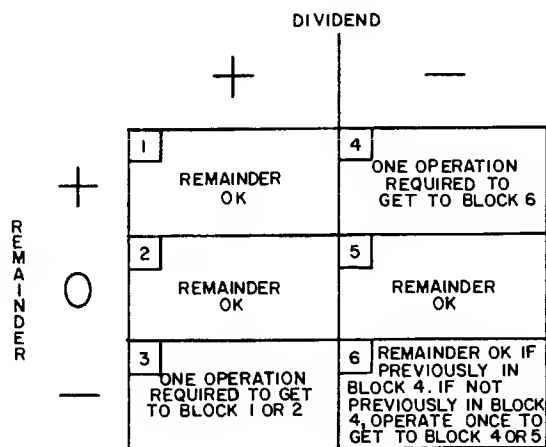 DIVIDEND
+ −
1
REMAINDER
OK
4
ONE OPERATION
REQUIRED TO
GET TO BLOCK 6
+
REMAINDER
O
−
2
REMAINDER
OK
5
REMAINDER
OK
3
ONE OPERATION
REQUIRED TO GET
TO BLOCK 1 OR 2
6
REMAINDER OK IF
PREVIOUSLY IN
BLOCK 4. IF NOT
PREVIOUSLY IN BLOCK
4, OPERATE ONCE TO
GET TO BLOCK 4 OR 5